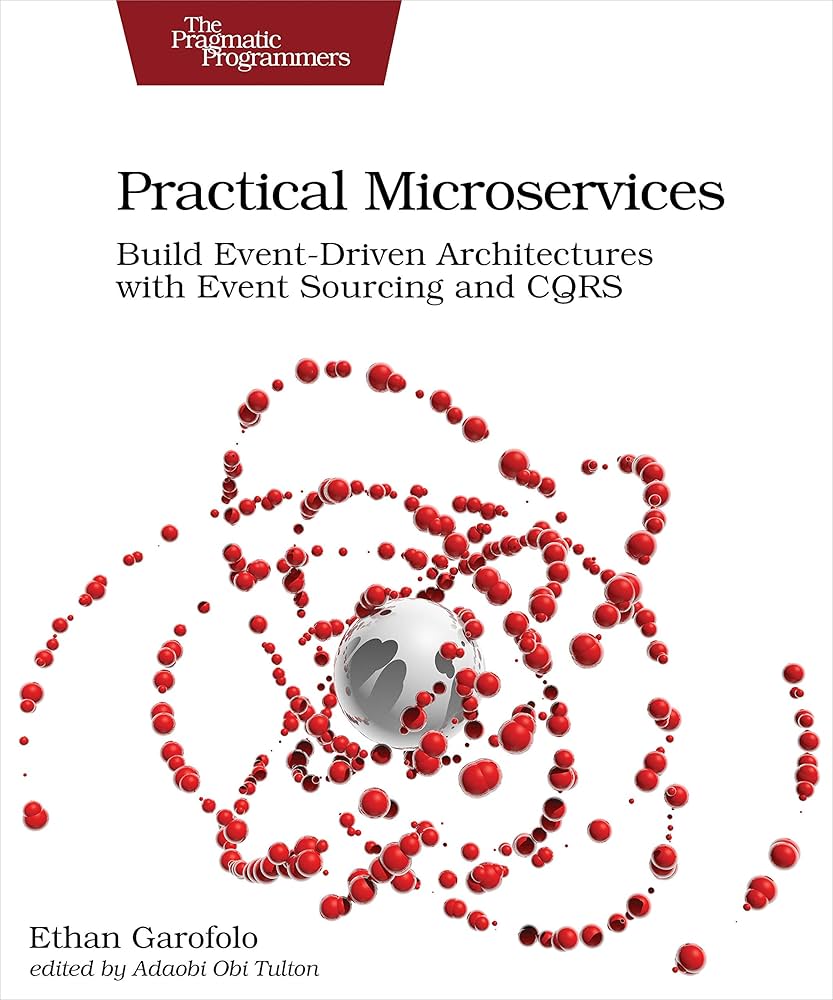 The
Pragmatic
Programmers
Practical Microservices
Build Event-Driven Architectures
with Event Sourcing and CQRS
Ethan Garofolo
edited by Adaobi Obi Tulton